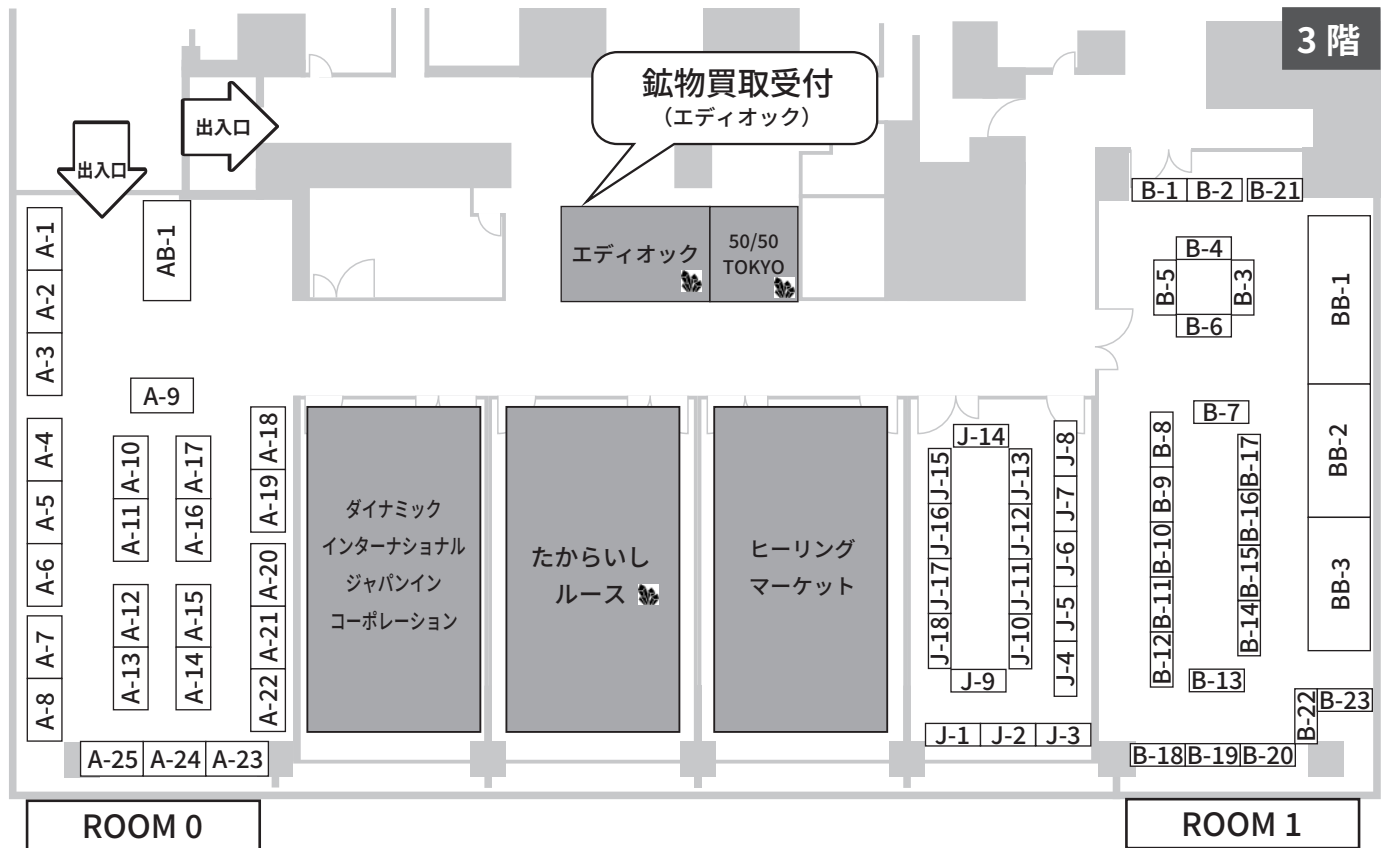 3 階
鉱物買取受付
(エディオック)
出入口
出入口
エディオック
50/50
TOKYO
A-1
A-2
A-3
A-4
A-5
A-6
A-7
A-8
AB-1
A-9
A-10
A-11
A-12
A-13
A-17
A-16
A-15
A-14
A-18
A-19
A-20
A-21
A-22
A-25
A-24
A-23
ダイナミック
インターナショナル
ジャパンイン
コーポレーション
たからいし
ルース
ヒーリング
マーケット
J-14
J-15
J-16
J-17
J-18
J-13
J-12
J-11
J-10
J-9
J-8
J-7
J-6
J-5
J-4
J-1
J-2
J-3
B-1
B-2
B-21
B-4
B-5
B-3
B-6
BB-1
BB-2
BB-3
B-7
B-8
B-9
B-10
B-11
B-12
B-17
B-16
B-15
B-14
B-13
B-22
B-23
B-18
B-19
B-20
ROOM 0
ROOM 1